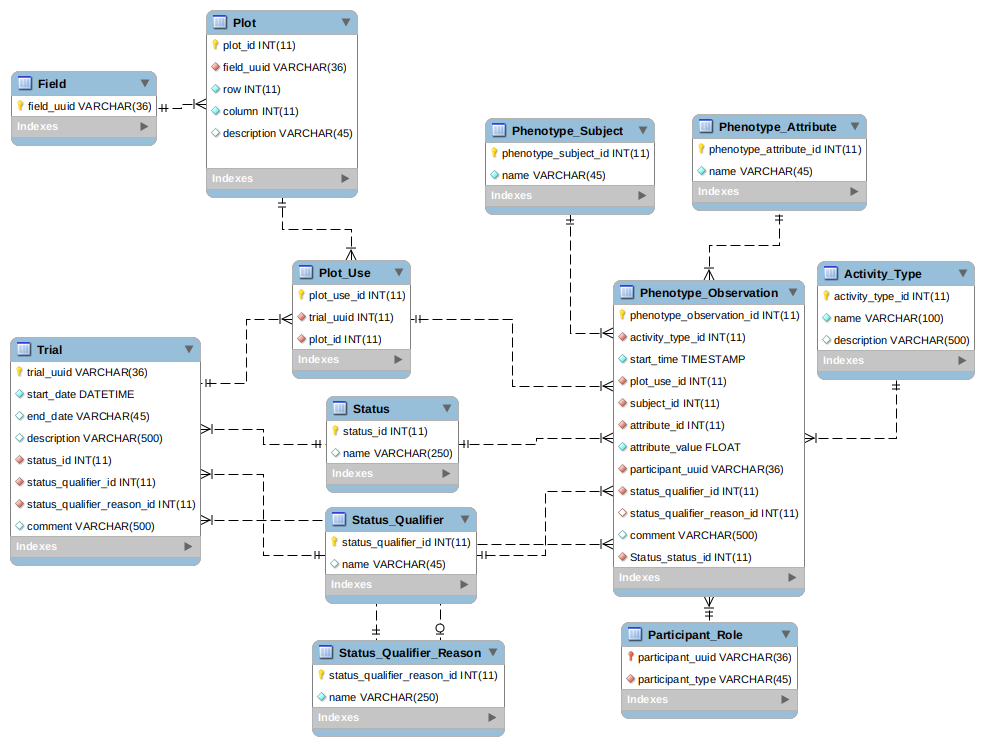 Plot
plot_id INT(11)
field_uuid VARCHAR(36)
row INT(11)
column INT(11)
description VARCHAR(45)
Indexes
Field
field_uuid VARCHAR(36)
Indexes
Phenotype_Subject
phenotype_subject_id INT(11)
name VARCHAR(45)
Indexes
Phenotype_Attribute
phenotype_attribute_id INT(11)
name VARCHAR(45)
Indexes
Plot_Use
plot_use_id INT(11)
trial_uuid INT(11)
plot_id INT(11)
Indexes
Phenotype_Observation
phenotype_observation_id INT(11)
activity_type_id INT(11)
start_time TIMESTAMP
plot_use_id INT(11)
subject_id INT(11)
attribute_id INT(11)
attribute_value FLOAT
participant_uuid VARCHAR(36)
status_qualifier_id INT(11)
status_qualifier_reason_id INT(11)
comment VARCHAR(500)
Status_status_id INT(11)
Indexes
Activity_Type
activity_type_id INT(11)
name VARCHAR(100)
description VARCHAR(500)
Indexes
Trial
trial_uuid VARCHAR(36)
start_date DATETIME
end_date VARCHAR(45)
description VARCHAR(500)
status_id INT(11)
status_qualifier_id INT(11)
status_qualifier_reason_id INT(11)
comment VARCHAR(500)
Indexes
Status
status_id INT(11)
name VARCHAR(250)
Indexes
Status_Qualifier
status_qualifier_id INT(11)
name VARCHAR(45)
Indexes
Status_Qualifier_Reason
status_qualifier_reason_id INT(11)
name VARCHAR(250)
Indexes
Participant_Role
participant_uuid VARCHAR(36)
participant_type VARCHAR(45)
Indexes